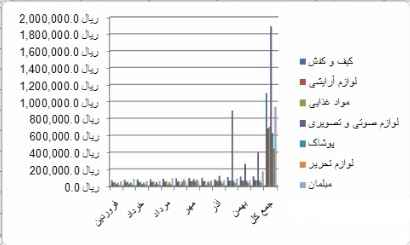 ریال 2,000,000.0
ریال 1,800,000.0
ریال 1,600,000.0
ریال 1,400,000.0
ریال 1,200,000.0
ریال 1,000,000.0
ریال 800,000.0
ریال 600,000.0
ریال 400,000.0
ریال 200,000.0
ریال 0.0
فروردین
خرداد
مرداد
مهر
آذر
بهمن
جمع کل
کیف و کفش
لوازم آرایشی
مواد غذایی
لوازم صوتی و تصویری
پوشاک
لوازم تحریر
مبلمان